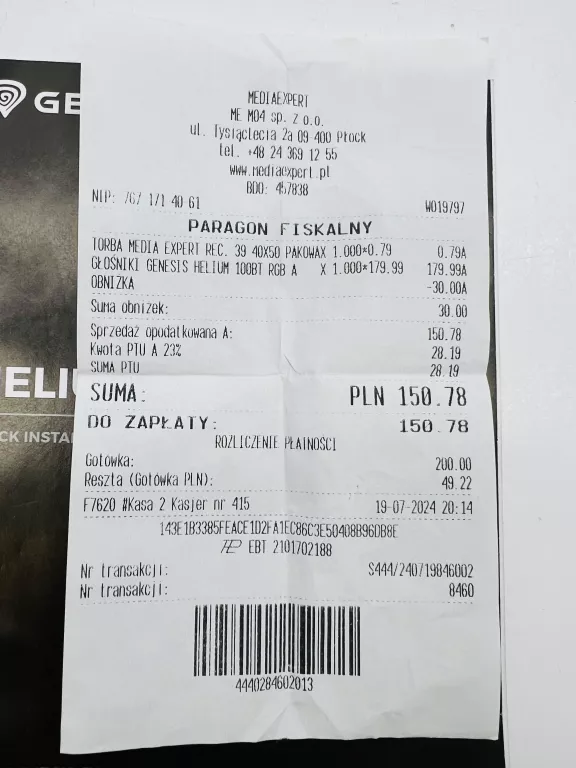 GE
MEDIAEXPERT
ME M04 sp. z o.o.
ul. Tysiąclecia 2a 09-400 Płock
tel. +48 24 369 12 55
www.mediaexpert.pl
BDO: 457838
NIP: 767 171 40 61 W019797
PARAGON FISKALNY
TORBA MEDIA EXPERT REC. 39 40X50 PAKOWAX 1.000*0.79 0.79A
GŁOŚNIKI GENESIS HELIUM 100BT RGB A X 1.000*179.99 179.99A
OBNIŻKA -30.00A
Suma obniżek: 30.00
Sprzedaż opodatkowana A: 150.78
Kwota PTU A 23% 28.19
SUMA PTU 28.19
SUMA: PLN 150.78
DO ZAPŁATY: 150.78
ROZLICZENIE PŁATNOŚCI
Gotówka: 200.00
Reszta (Gotówka PLN): 49.22
F7620 #Kasa 2 Kasjer nr 415 19-07-2024 20:14
143E1B3385FEACE1D2FA1EC86C3E50408B96DB8E
EBT 2101702188
Nr transakcji: S444/240719846002
Nr transakcji: 8460
4440284602013
ELIU
CK INSTA